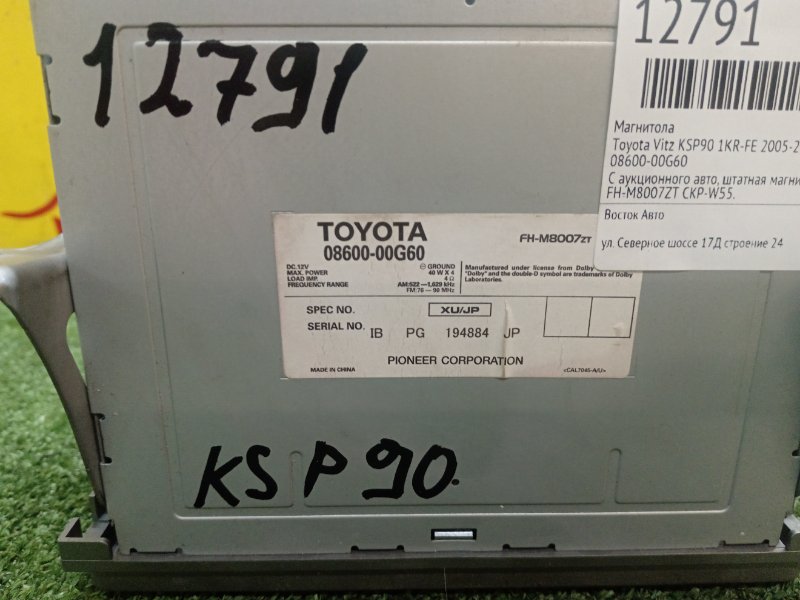 12791
12791
Магнитола
Toyota Vitz KSP90 1KR-FE 2005-2
08600-00G60
С аукционного авто, штатная магни
FH-M8007ZT CKP-W55.
Восток Авто
ул. Северное шоссе 17Д строение 24
TOYOTA
08600-00G60
FH-M8007ZT
DC 12V ⊖ GROUND
MAX. POWER 40 W X 4
LOAD IMP. 4 Ω
FREQUENCY RANGE AM:522 —1,629 kHz
FM:76 — 90 MHz
Manufactured under license from Dolby
"Dolby" and the double-D symbol are trademarks of Dolby
Laboratories.
SPEC NO. XU/JP
SERIAL NO. IB PG 194884 JP
PIONEER CORPORATION
MADE IN CHINA <CAL7045-A/U>
KSP90.